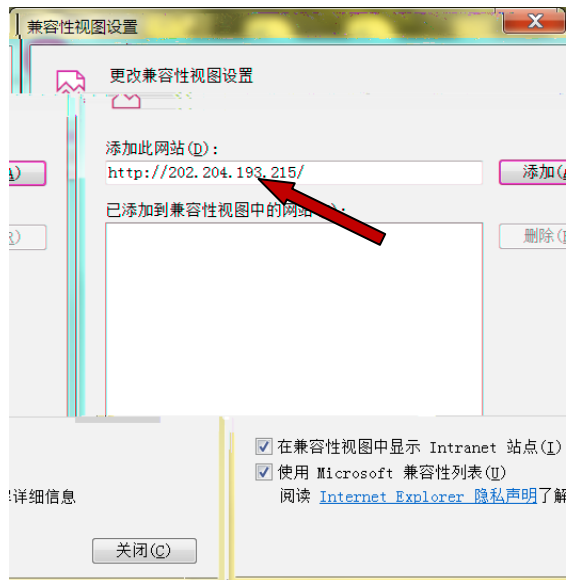 兼容性视图设置
更改兼容性视图设置
添加此网站(D):
http://202.204.193.215/
添加(
已添加到兼容性视图中的网站
删除(
在兼容性视图中显示 Intranet 站点(I)
使用 Microsoft 兼容性列表(U)
详细信息
阅读 Internet Explorer 隐私声明了解
关闭(C)